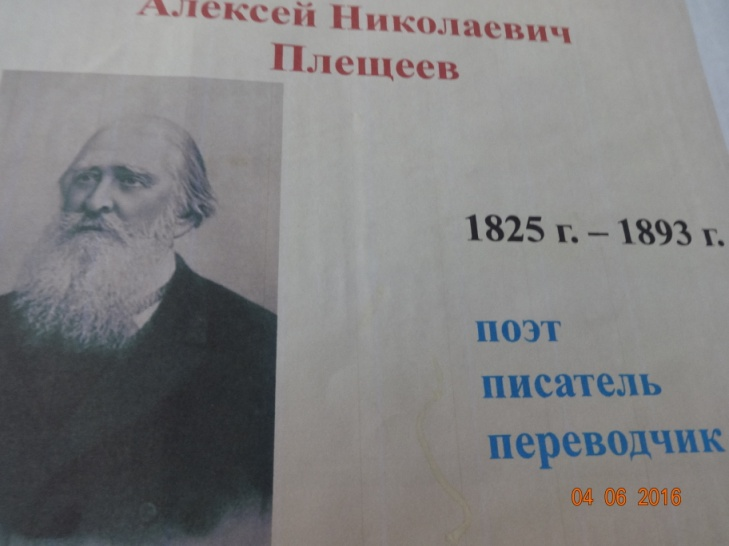 Алексей Николаевич
Плещеев
1825 г. – 1893 г.
поэт
писатель
переводчик
04 06 2016